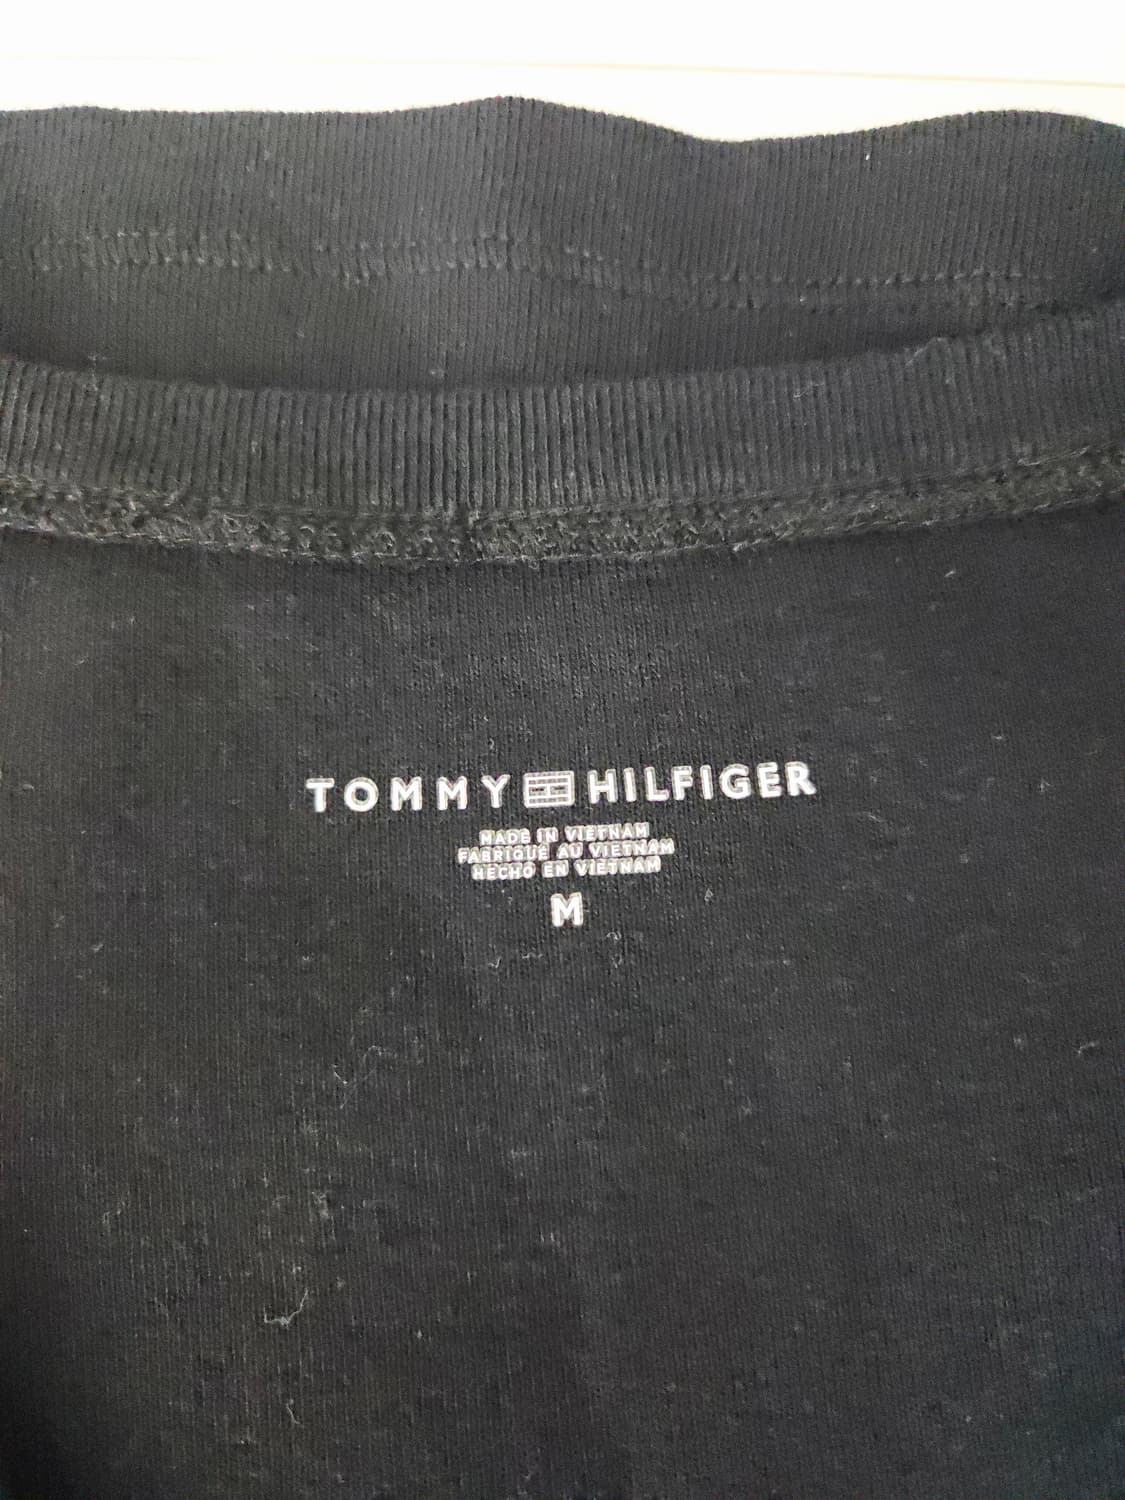 TOMMY HILFIGER
MADE IN VIETNAM
FABRIQUÉ AU VIETNAM
HECHO EN VIETNAM
M